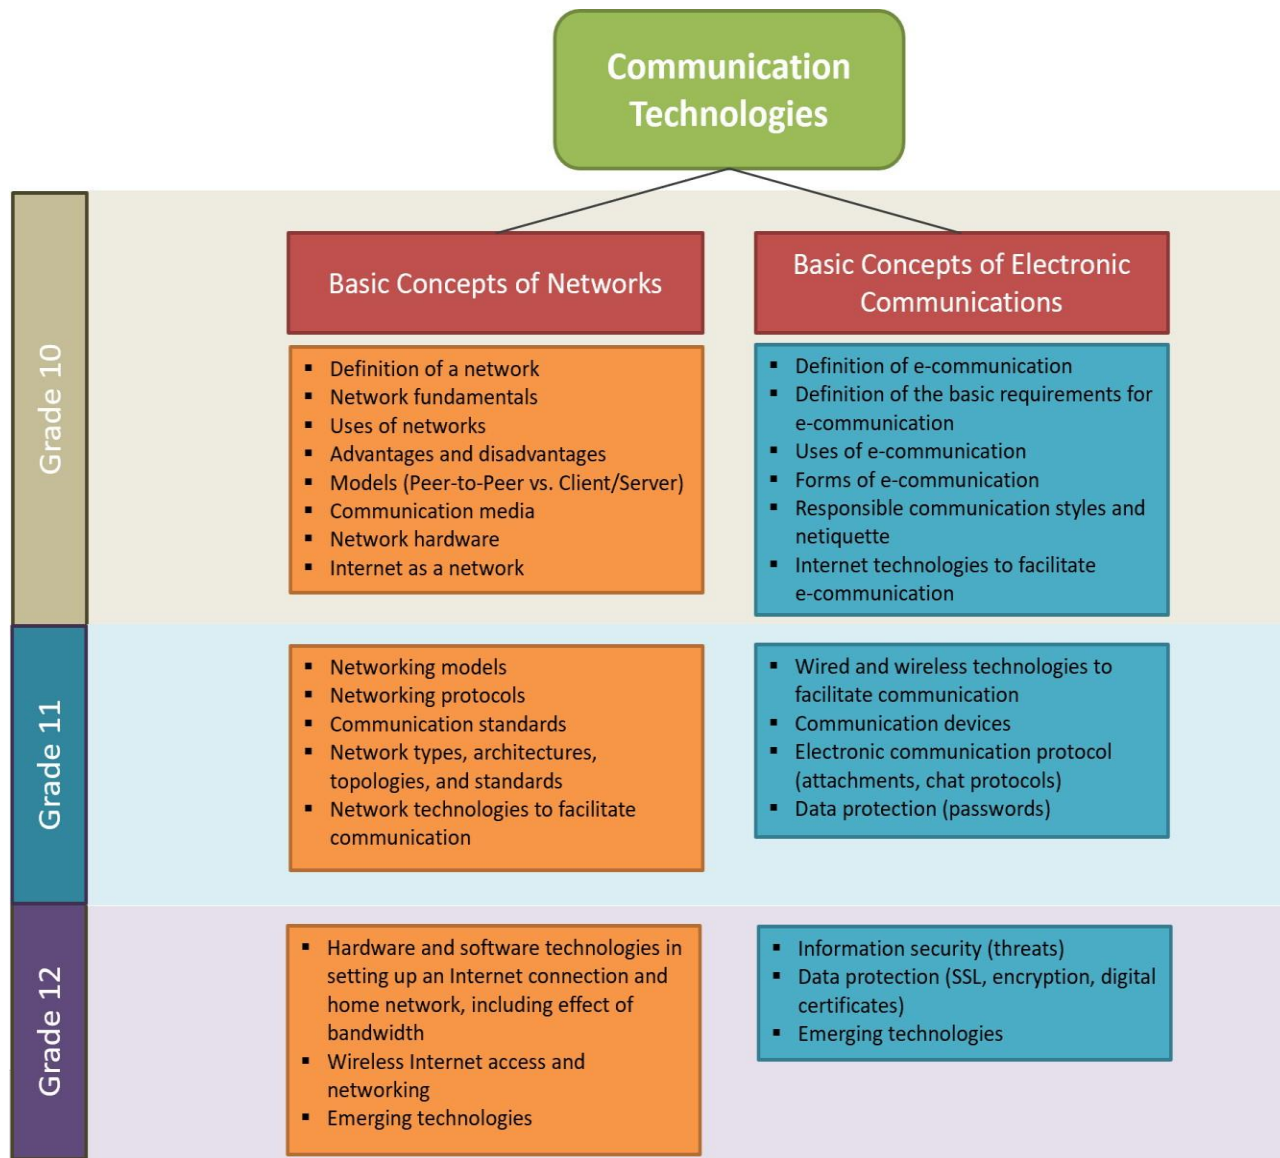 Communication
Technologies
Grade 10
Basic Concepts of Networks
▪ Definition of a network
▪ Network fundamentals
▪ Uses of networks
▪ Advantages and disadvantages
▪ Models (Peer-to-Peer vs. Client/Server)
▪ Communication media
▪ Network hardware
▪ Internet as a network
Basic Concepts of Electronic
Communications
▪ Definition of e-communication
▪ Definition of the basic requirements for
e-communication
▪ Uses of e-communication
▪ Forms of e-communication
▪ Responsible communication styles and
netiquette
▪ Internet technologies to facilitate
e-communication
Grade 11
▪ Networking models
▪ Networking protocols
▪ Communication standards
▪ Network types, architectures,
topologies, and standards
▪ Network technologies to facilitate
communication
▪ Wired and wireless technologies to
facilitate communication
▪ Communication devices
▪ Electronic communication protocol
(attachments, chat protocols)
▪ Data protection (passwords)
Grade 12
▪ Hardware and software technologies in
setting up an Internet connection and
home network, including effect of
bandwidth
▪ Wireless Internet access and
networking
▪ Emerging technologies
▪ Information security (threats)
▪ Data protection (SSL, encryption, digital
certificates)
▪ Emerging technologies